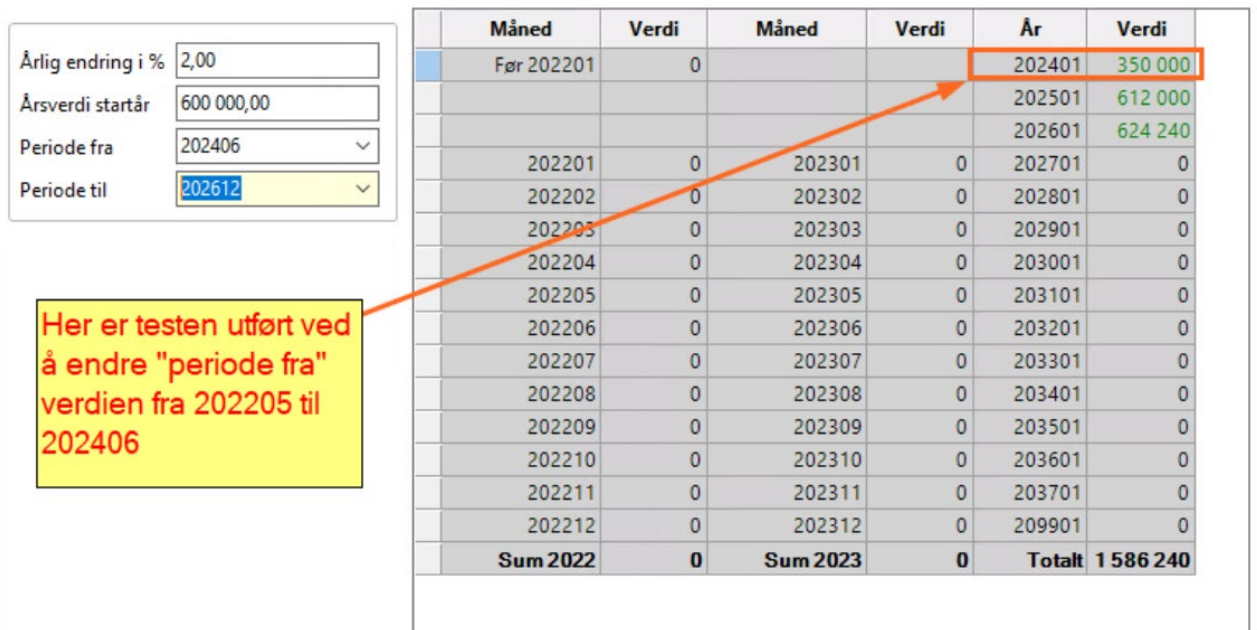 Årlig endring i % 2,00
Årsverdi startår 600 000,00
Periode fra 202406
Periode til 202612
Her er testen utført ved
å endre "periode fra"
verdien fra 202205 til
202406
Måned Verdi Måned Verdi År Verdi
Før 202201 0 202401 350 000
202501 612 000
202601 624 240
202201 0 202301 0 202701 0
202202 0 202302 0 202801 0
202203 0 202303 0 202901 0
202204 0 202304 0 203001 0
202205 0 202305 0 203101 0
202206 0 202306 0 203201 0
202207 0 202307 0 203301 0
202208 0 202308 0 203401 0
202209 0 202309 0 203501 0
202210 0 202310 0 203601 0
202211 0 202311 0 203701 0
202212 0 202312 0 209901 0
Sum 2022 0 Sum 2023 0 Totalt 1 586 240